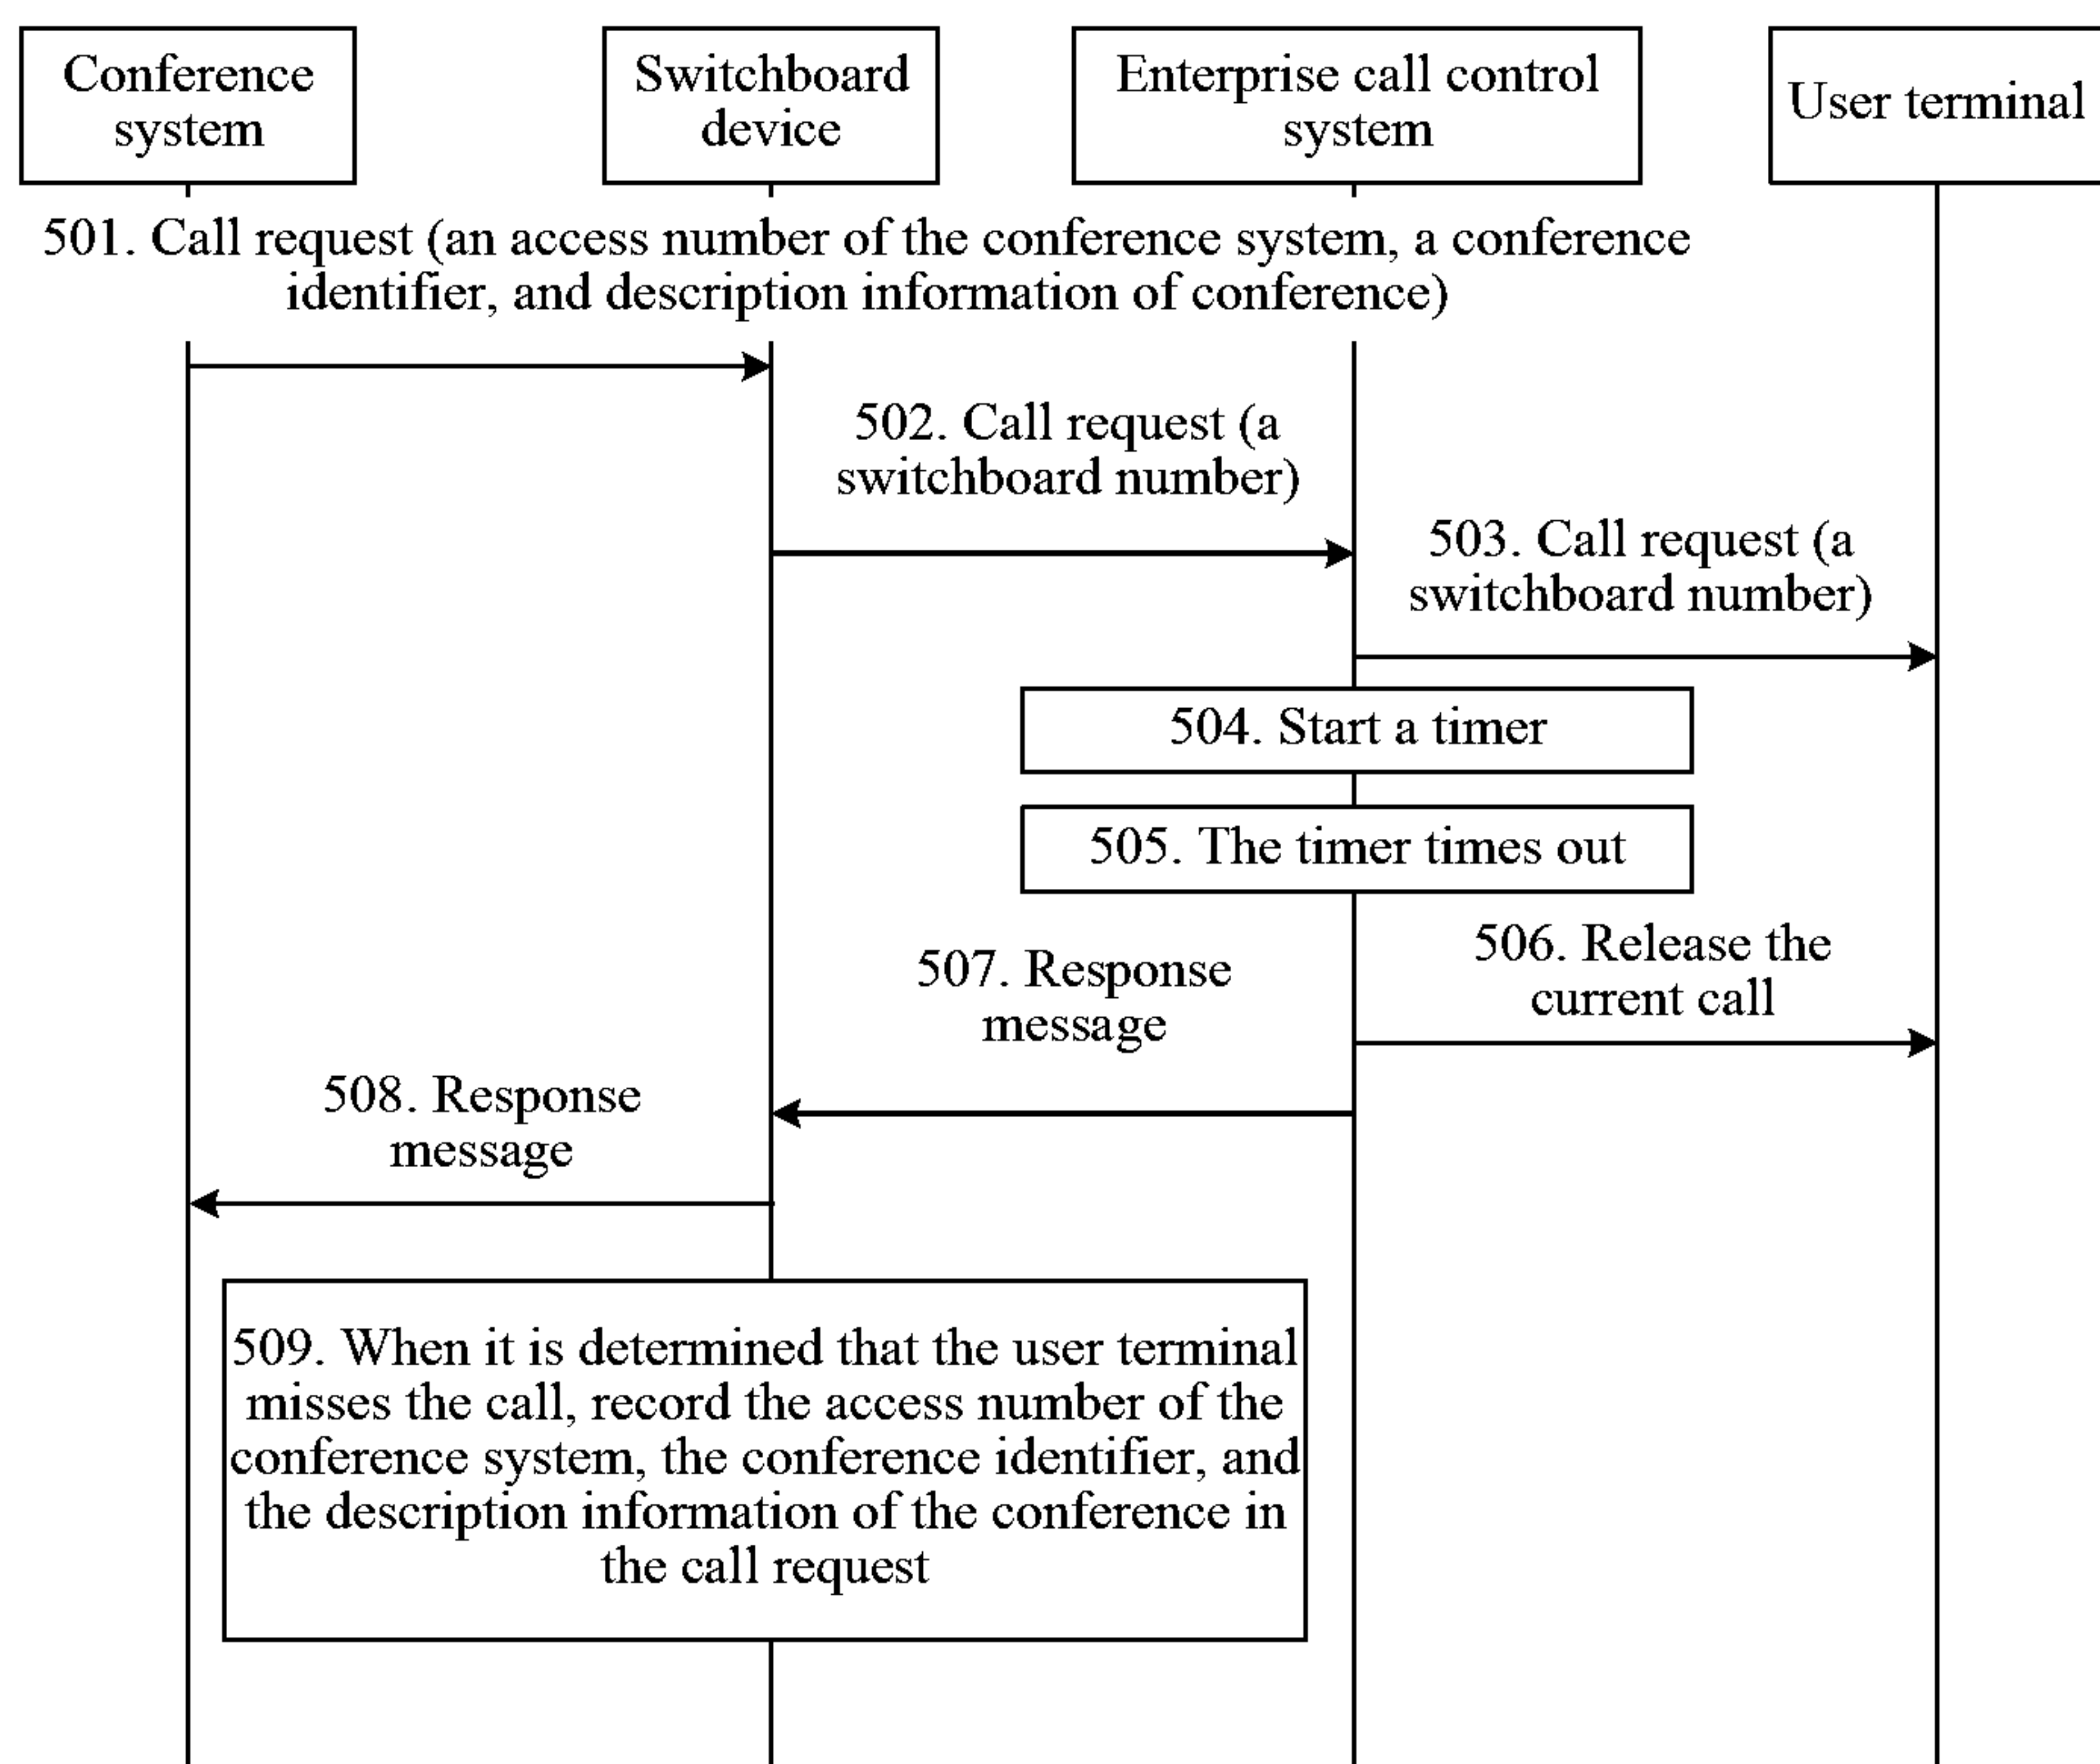 Conference
system
Switchboard
device
Enterprise call control
system
User terminal
501. Call request (an access number of the conference system, a conference
identifier, and description information of conference)
502. Call request (a
switchboard number)
503. Call request (a
switchboard number)
504. Start a timer
505. The timer times out
506. Release the
current call
507. Response
message
508. Response
message
509. When it is determined that the user terminal
misses the call, record the access number of the
conference system, the conference identifier, and
the description information of the conference in
the call request